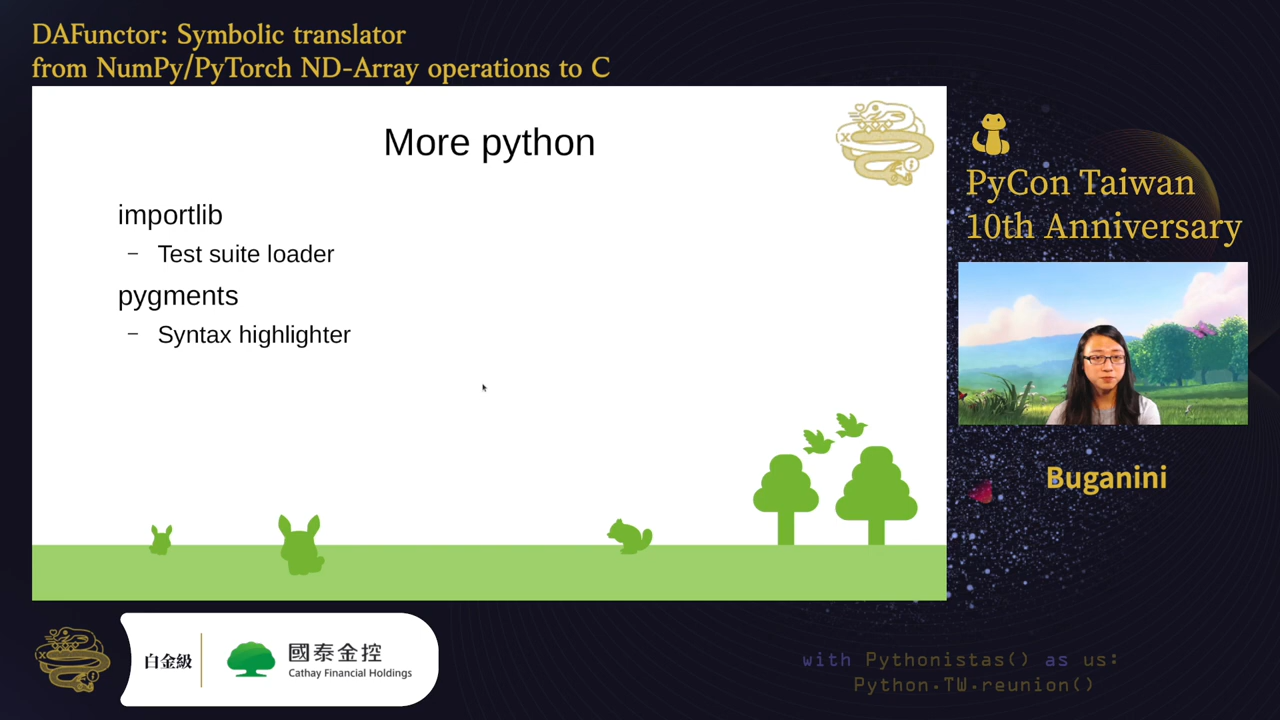 DAFunctor: Symbolic translator
from NumPy/PyTorch ND-Array operations to C
More python
importlib
– Test suite loader
pygments
– Syntax highlighter
PyCon Taiwan
10th Anniversary
Buganini
白金級
國泰金控
Cathay Financial Holdings
with Pythonistas() as us:
Python.TW.reunion()